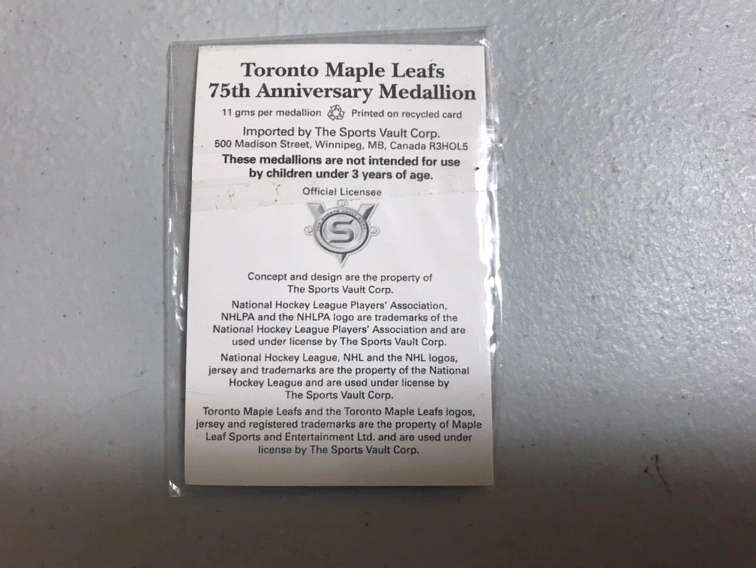 Toronto Maple Leafs
75th Anniversary Medallion
11 gms per medallion Printed on recycled card
Imported by The Sports Vault Corp.
500 Madison Street, Winnipeg, MB, Canada R3HOL5
These medallions are not intended for use
by children under 3 years of age.
Official Licensee
S
Concept and design are the property of
The Sports Vault Corp.
National Hockey League Players' Association,
NHLPA and the NHLPA logo are trademarks of the
National Hockey League Players' Association and are
used under license by The Sports Vault Corp.
National Hockey League, NHL and the NHL logos,
jersey and trademarks are the property of the National
Hockey League and are used under license by
The Sports Vault Corp.
Toronto Maple Leafs and the Toronto Maple Leafs logos,
jersey and registered trademarks are the property of Maple
Leaf Sports and Entertainment Ltd. and are used under
license by The Sports Vault Corp.